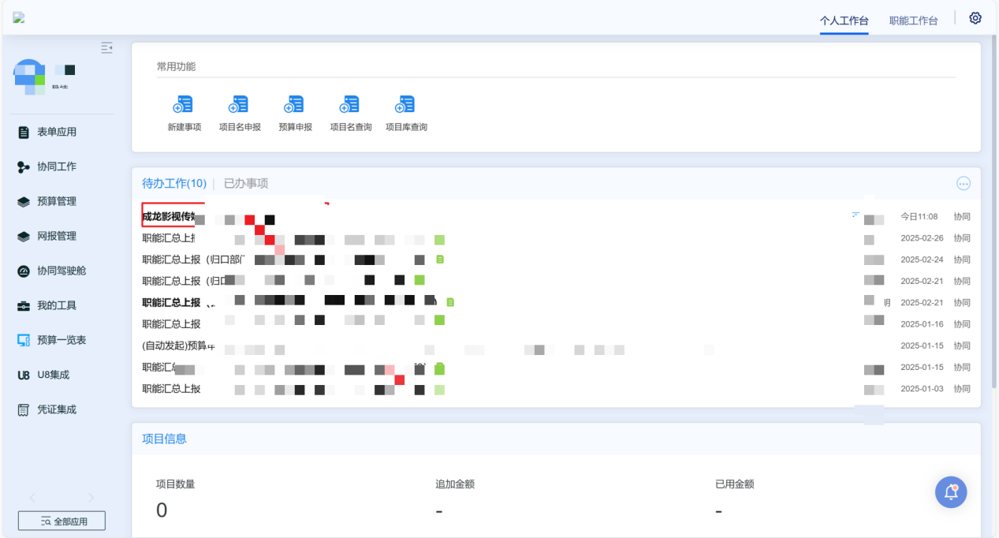 个人工作台 职能工作台
常用功能
新建事项 项目名申报 预算申报 项目名查询 项目库查询
表单应用
协同工作
预算管理
网报管理
协同驾驶舱
我的工具
预算一览表
U8 U8集成
凭证集成
全部应用
待办工作(10) | 已办事项
成龙影视传 今日11:08 协同
职能汇总上 2025-02-26 协同
职能汇总上报（归口部 2025-02-24 协同
职能汇总上报（归口 2025-02-21 协同
职能汇总上报 明 2025-02-21 协同
职能汇总上报 2025-01-16 协同
(自动发起)预算 2025-01-15 协同
职能汇 2025-01-15 协同
职能汇总上报 2025-01-03 协同
项目信息
项目数量 追加金额 已用金额
0 - -